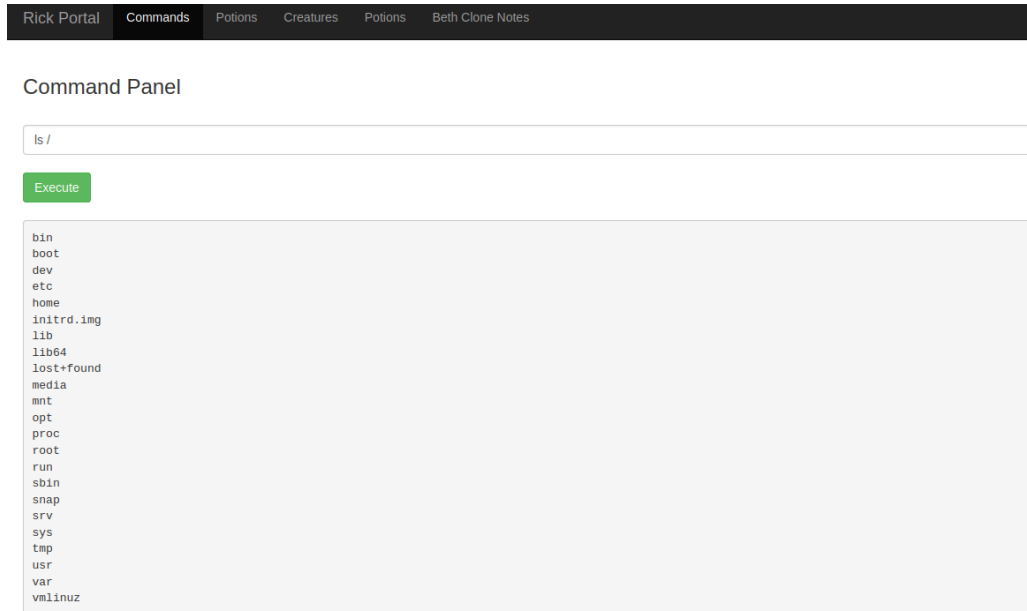 Rick Portal Commands Potions Creatures Potions Beth Clone Notes
Command Panel
ls /
Execute
bin
boot
dev
etc
home
initrd.img
lib
lib64
lost+found
media
mnt
opt
proc
root
run
sbin
snap
srv
sys
tmp
usr
var
vmlinuz